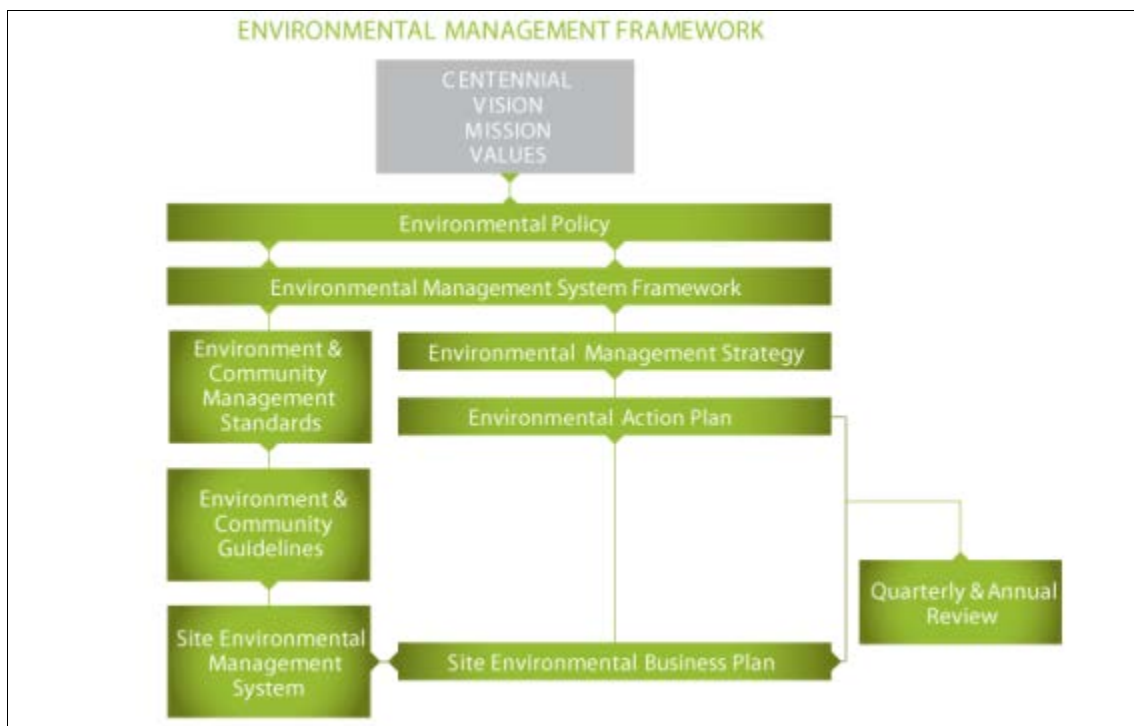 ENVIRONMENTAL MANAGEMENT FRAMEWORK
CENTENNIAL
VISION
MISSION
VALUES
Environmental Policy
Environmental Management System Framework
Environment &
Community
Management
Standards
Environmental Management Strategy
Environmental Action Plan
Environment &
Community
Guidelines
Quarterly & Annual
Review
Site Environmental
Management
System
Site Environmental Business Plan